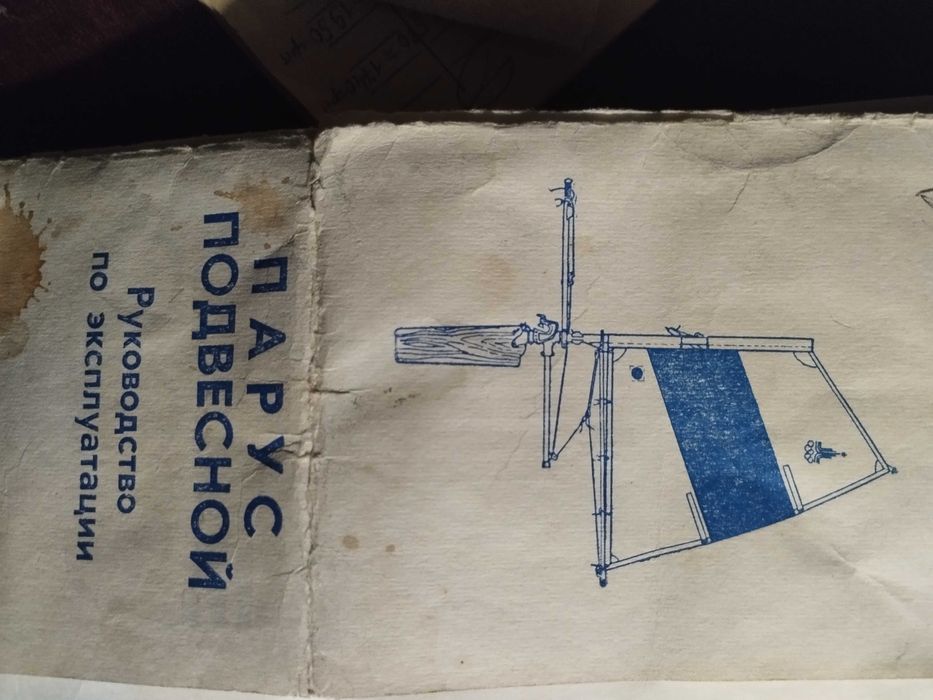 ПАРУС
ПОДВЕСНОЙ
Руководство
по эксплуатации